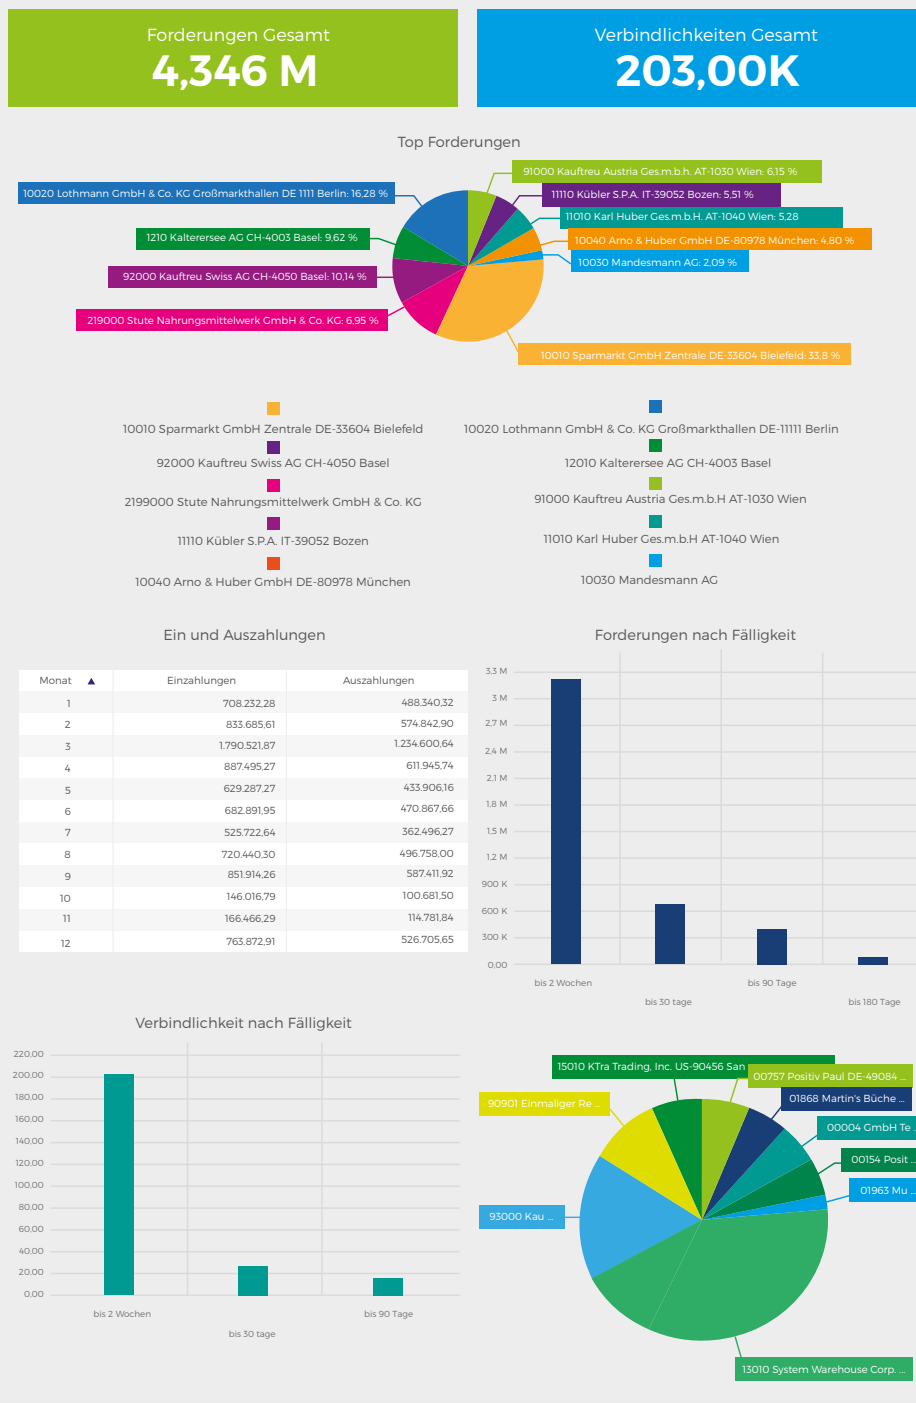 Forderungen Gesamt
4,346 M
Verbindlichkeiten Gesamt
203,00K
Top Forderungen
91000 Kauftreu Austria Ges.m.b.h. AT-1030 Wien: 6,15 %
10020 Lothmann GmbH & Co. KG Großmarkthallen DE 1111 Berlin: 16,28 %
11110 Kübler S.P.A. IT-39052 Bozen: 5,51 %
11010 Karl Huber Ges.m.b.H. AT-1040 Wien: 5,28
1210 Kalterersee AG CH-4003 Basel: 9,62 %
10040 Arno & Huber GmbH DE-80978 München: 4,80 %
10030 Mandesmann AG: 2,09 %
92000 Kauftreu Swiss AG CH-4050 Basel: 10,14 %
219000 Stute Nahrungsmittelwerk GmbH & Co. KG: 6,95 %
10010 Sparmarkt GmbH Zentrale DE-33604 Bielefeld: 33,8 %
10010 Sparmarkt GmbH Zentrale DE-33604 Bielefeld
92000 Kauftreu Swiss AG CH-4050 Basel
2199000 Stute Nahrungsmittelwerk GmbH & Co. KG
11110 Kübler S.P.A. IT-39052 Bozen
10040 Arno & Huber GmbH DE-80978 München
10020 Lothmann GmbH & Co. KG Großmarkthallen DE-11111 Berlin
12010 Kalterersee AG CH-4003 Basel
91000 Kauftreu Austria Ges.m.b.H AT-1030 Wien
11010 Karl Huber Ges.m.b.H AT-1040 Wien
10030 Mandesmann AG
Ein und Auszahlungen
Monat ▲ Einzahlungen Auszahlungen
1 708.232,28 488.340,32
2 833.685,61 574.842,90
3 1.790.521,87 1.234.600,64
4 887.495,27 611.945,74
5 629.287,27 433.906,16
6 682.891,95 470.867,66
7 525.722,64 362.496,27
8 720.440,30 496.758,00
9 851.914,26 587.411,92
10 146.016,79 100.681,50
11 166.466,29 114.781,84
12 763.872,91 526.705,65
Forderungen nach Fälligkeit
3,3 M
3 M
2,7 M
2,4 M
2,1 M
1,8 M
1,5 M
1,2 M
900 K
600 K
300 K
0,00
bis 2 Wochen
bis 30 tage
bis 90 Tage
bis 180 Tage
Verbindlichkeit nach Fälligkeit
220,00
200,00
180,00
160,00
140,00
120,00
100,00
80,00
60,00
40,00
20,00
0,00
bis 2 Wochen
bis 30 tage
bis 90 Tage
15010 KTra Trading, Inc. US-90456 San
00757 Positiv Paul DE-49084 ...
90901 Einmaliger Re ...
01868 Martin's Büche ...
00004 GmbH Te ...
00154 Posit ...
01963 Mu ...
93000 Kau ...
13010 System Warehouse Corp. ...